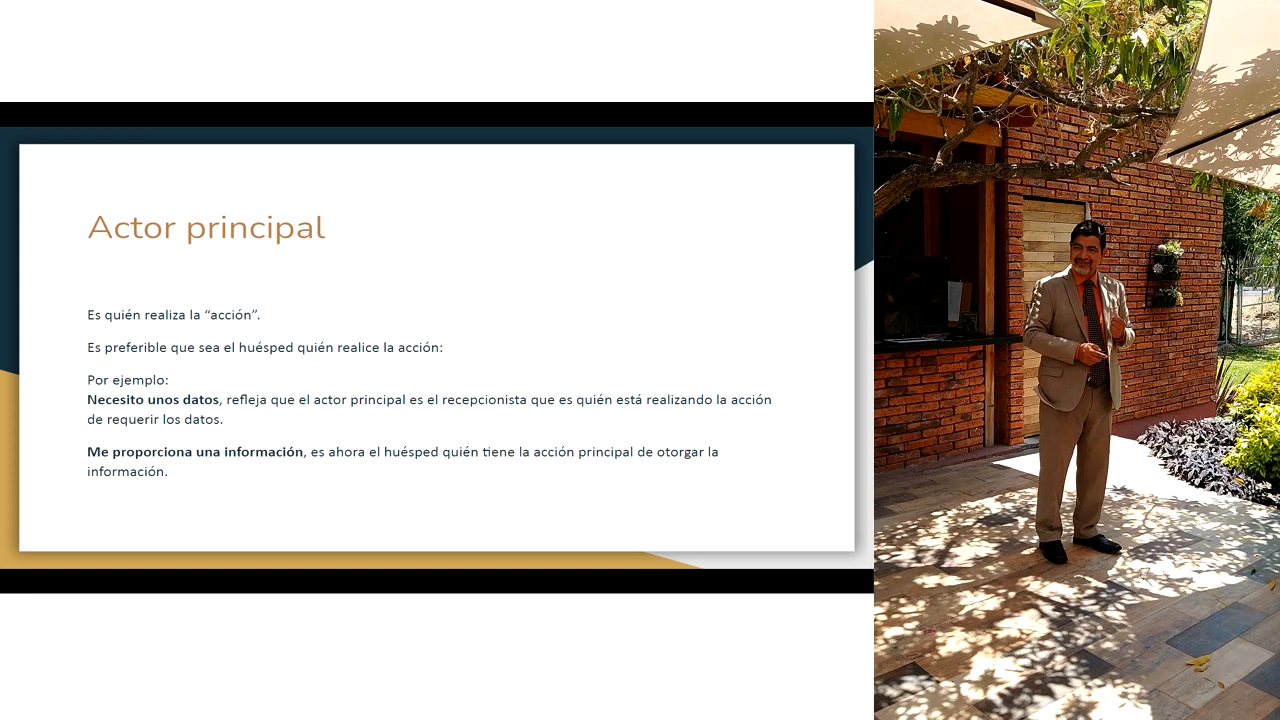 Actor principal
Es quién realiza la “acción”.
Es preferible que sea el huésped quién realice la acción:
Por ejemplo:
Necesito unos datos, refleja que el actor principal es el recepcionista que es quién está realizando la acción
de requerir los datos.
Me proporciona una información, es ahora el huésped quién tiene la acción principal de otorgar la
información.